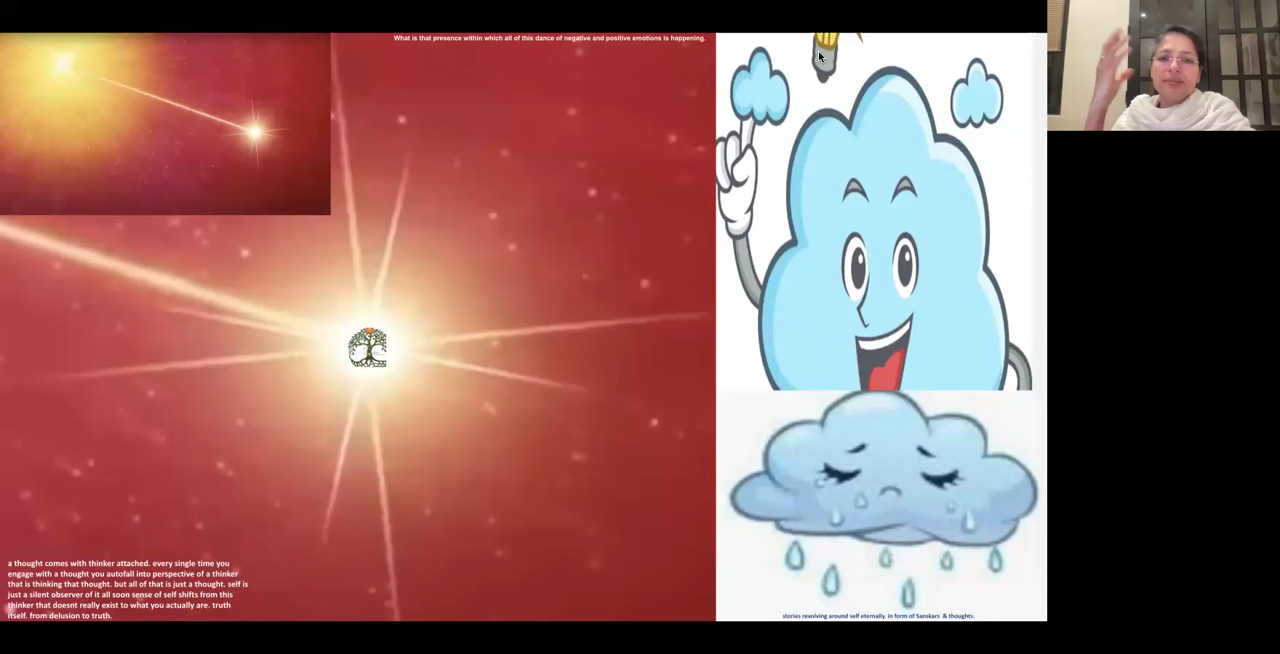 What is that presence within which all of this dance of negative and positive emotions is happening.
a thought comes with thinker attached. every single time you
engage with a thought you autofall into perspective of a thinker
that is thinking that thought. but all of that is just a thought. self is
just a silent observer of it all soon sense of self shifts from this
thinker that doesnt really exist to what you actually are. truth
itself. from delusion to truth.
stories revolving around self eternally. in form of Sanskars & thoughts.